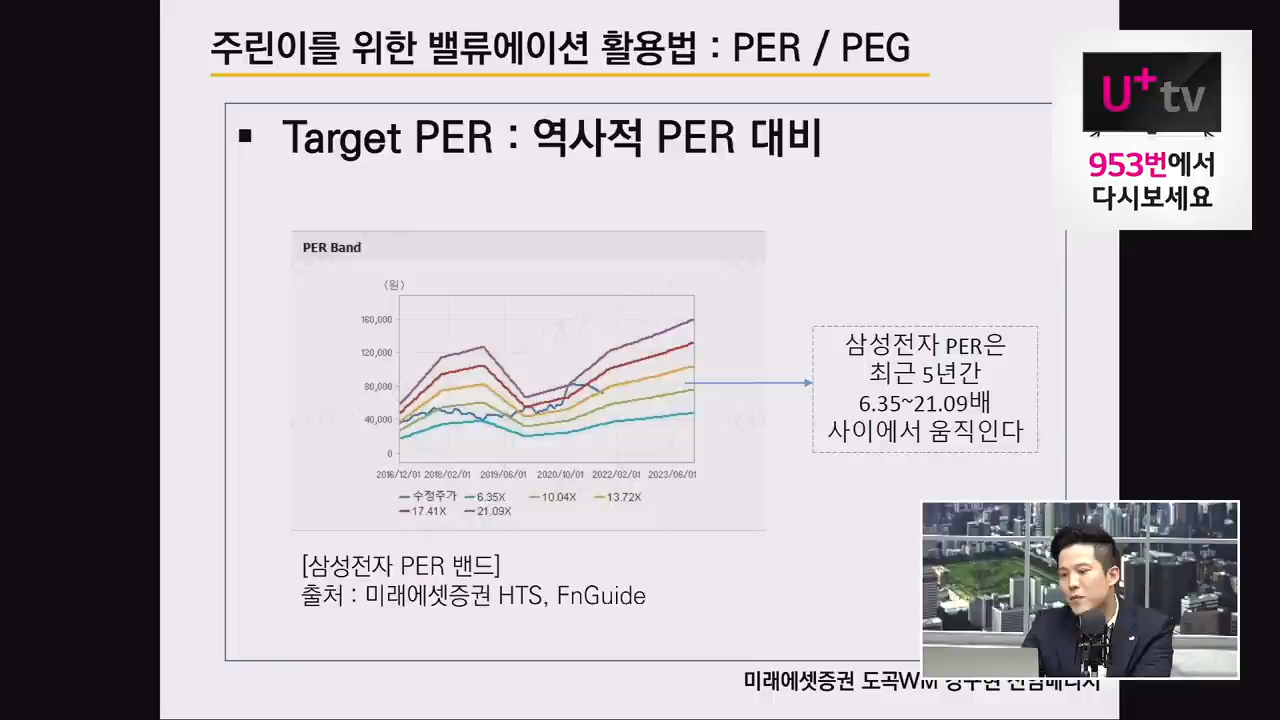 주린이를 위한 밸류에이션 활용법 : PER / PEG
U+ tv
953번에서
다시보세요
▪ Target PER : 역사적 PER 대비
PER Band
(원)
160,000
120,000
80,000
40,000
0
2016/12/01 2018/02/01 2019/06/01 2020/10/01 2022/02/01 2023/06/01
수정주가 6.35X 10.04X 13.72X
17.41X 21.09X
삼성전자 PER은
최근 5년간
6.35~21.09배
사이에서 움직인다
[삼성전자 PER 밴드]
출처 : 미래에셋증권 HTS, FnGuide
미래에셋증권 도곡WM